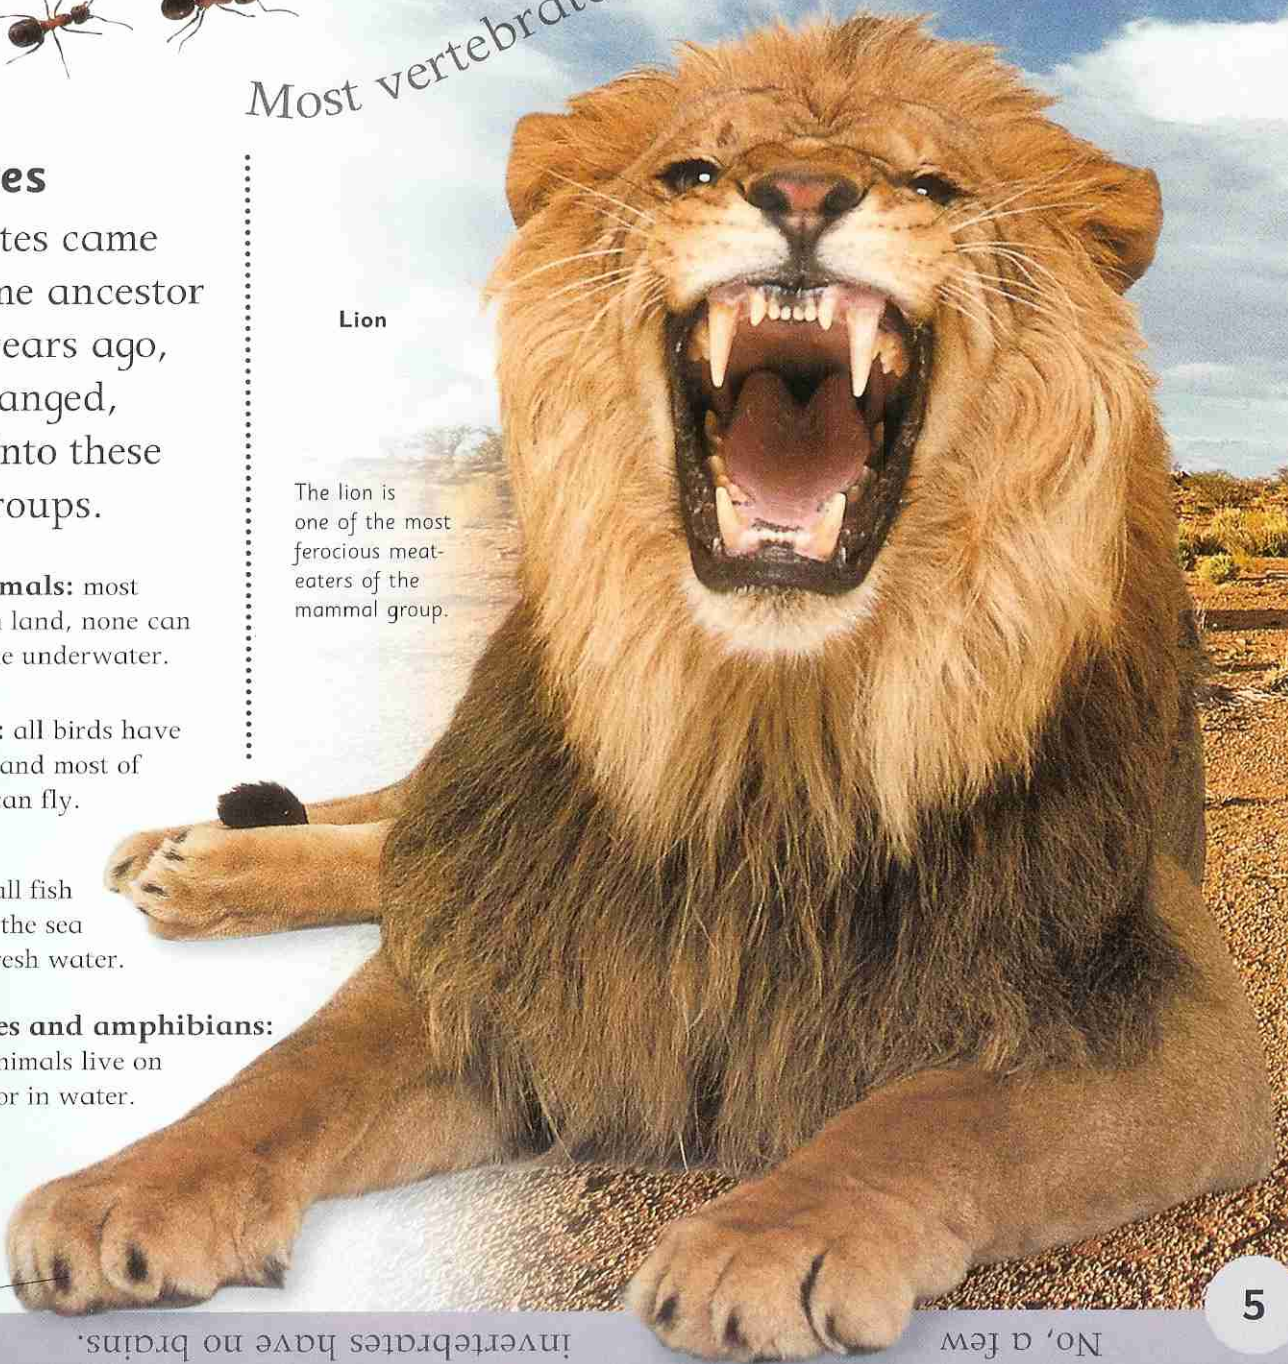 Most vertebrat
es
tes came
ne ancestor
ears ago,
anged,
nto these
roups.
mals: most
land, none can
e underwater.
: all birds have
and most of
an fly.
ll fish
the sea
esh water.
es and amphibians:
nimals live on
or in water.
Lion
The lion is
one of the most
ferocious meat-
eaters of the
mammal group.
No, a few
invertebrates have no brains.
5